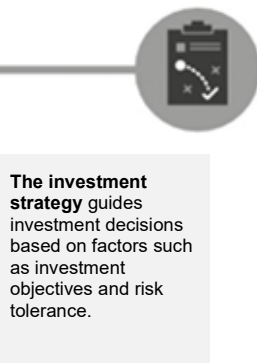 The investment
strategy guides
investment decisions
based on factors such
as investment
objectives and risk
tolerance.